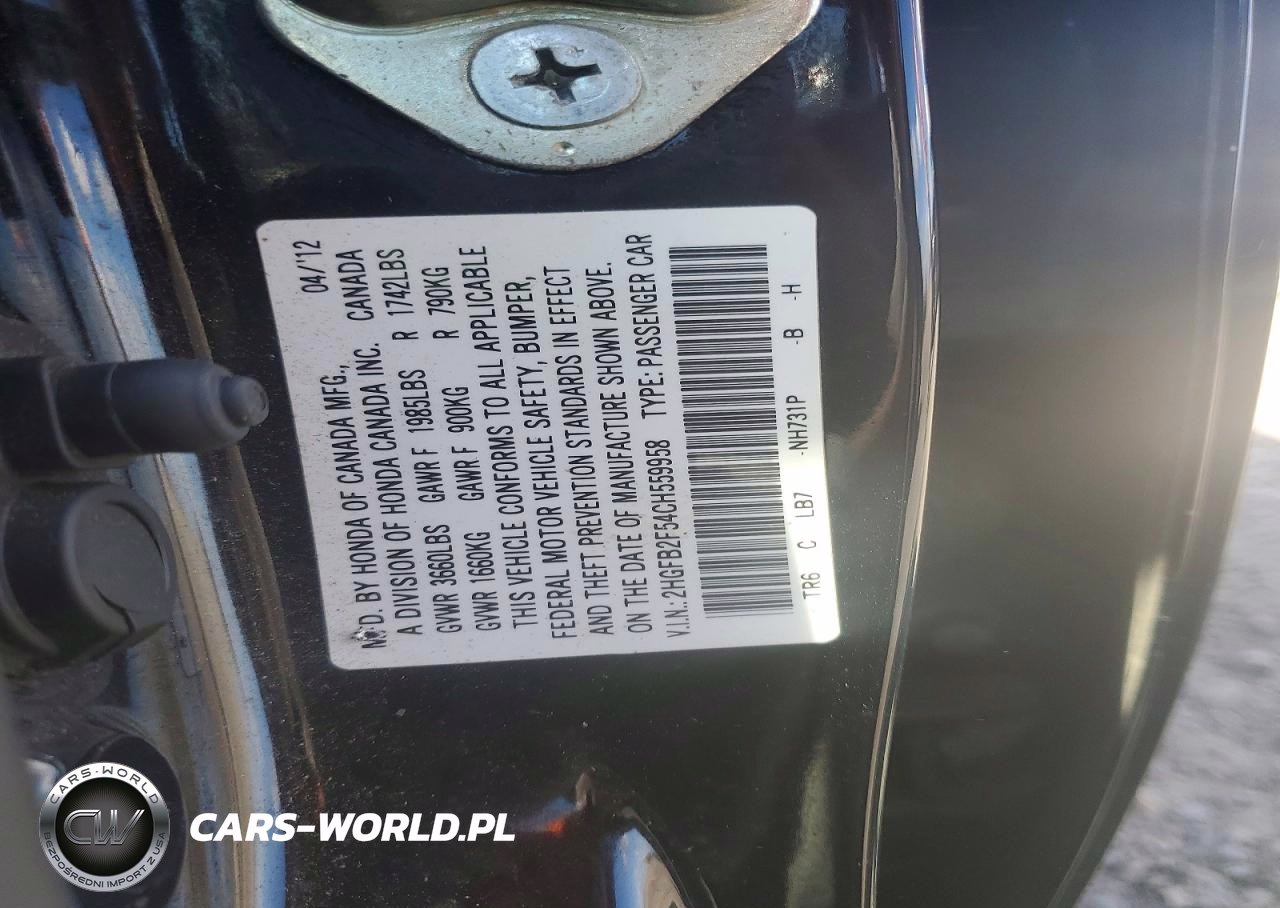 MFD. BY HONDA OF CANADA MFG., 04/'12
A DIVISION OF HONDA CANADA INC. CANADA
GVWR 3660LBS GAWR F 1985LBS R 1742LBS
GVWR 1660KG GAWR F 900KG R 790KG
THIS VEHICLE CONFORMS TO ALL APPLICABLE
FEDERAL MOTOR VEHICLE SAFETY, BUMPER,
AND THEFT PREVENTION STANDARDS IN EFFECT
ON THE DATE OF MANUFACTURE SHOWN ABOVE.
V.I.N.: 2HGFB2F54CH559958 TYPE: PASSENGER CAR
TR6 C LB7 -NH731P -B -H
CARS-WORLD
CW
BEZPOŚREDNI IMPORT Z USA
CARS-WORLD.PL